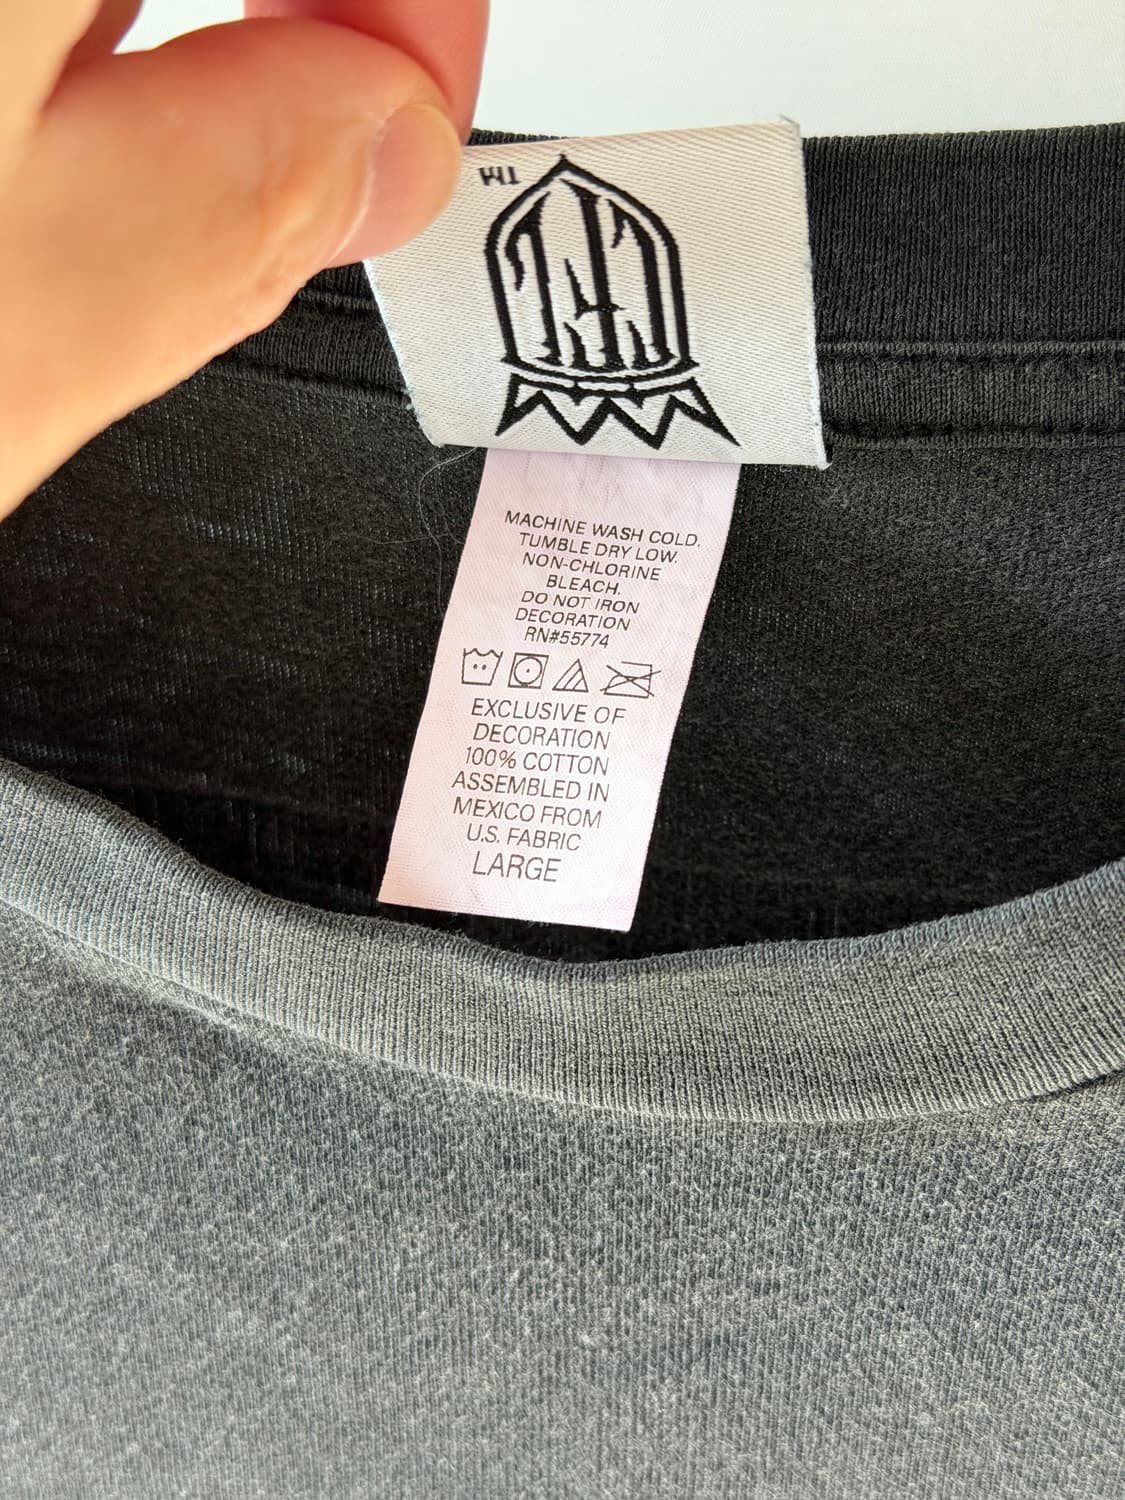 TM
MACHINE WASH COLD.
TUMBLE DRY LOW.
NON-CHLORINE
BLEACH.
DO NOT IRON
DECORATION
RN#55774
EXCLUSIVE OF
DECORATION
100% COTTON
ASSEMBLED IN
MEXICO FROM
U.S. FABRIC
LARGE